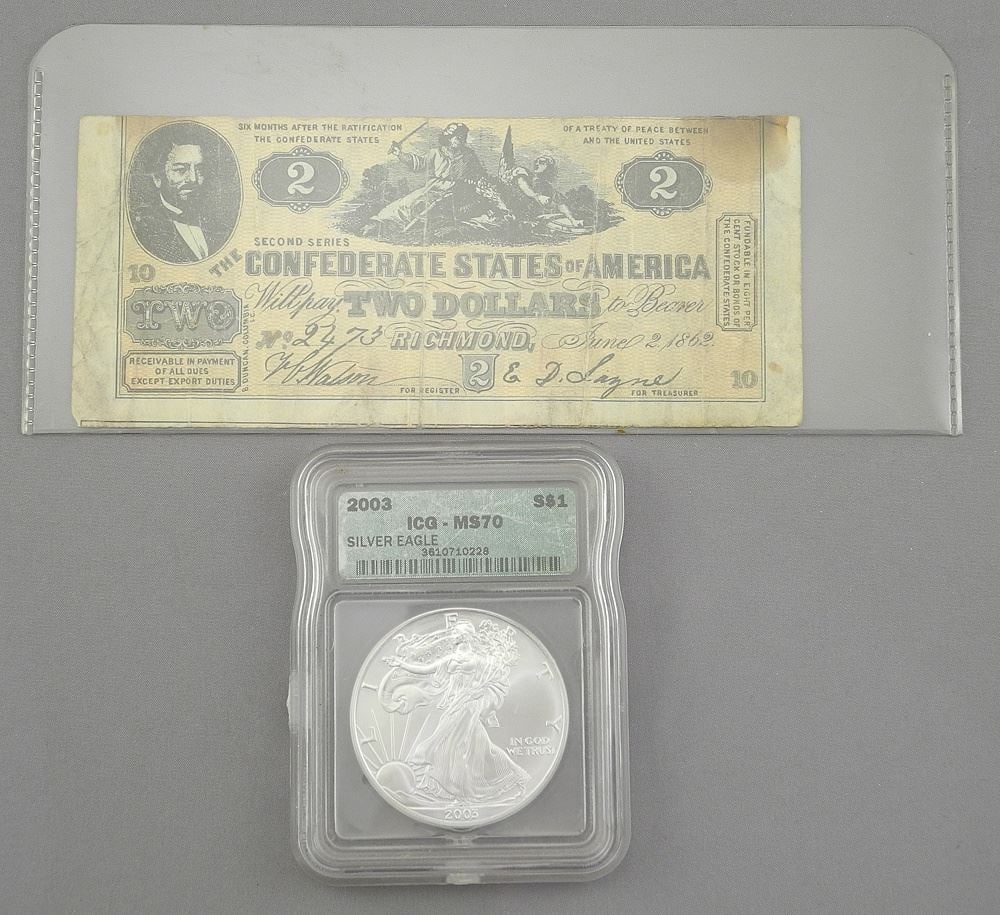 SIX MONTHS AFTER THE RATIFICATION OF A TREATY OF PEACE BETWEEN
THE CONFEDERATE STATES AND THE UNITED STATES
2 2
SECOND SERIES
THE CONFEDERATE STATES OF AMERICA
10
Will pay TWO DOLLARS to Bearer
TWO
No 2473 RICHMOND, June 2, 1862.
RECEIVABLE IN PAYMENT
OF ALL DUES
EXCEPT EXPORT DUTIES
B. DUNCAN, COLUMBIA, S.C.
FOR REGISTER
2
E D. Layne
FOR TREASURER
10
FUNDABLE IN EIGHT PER
CENT STOCK OR BONDS OF
THE CONFEDERATE STATES
2003 S$1
ICG - MS70
SILVER EAGLE
3610710228
LIBERTY
IN GOD
WE TRUST
2003